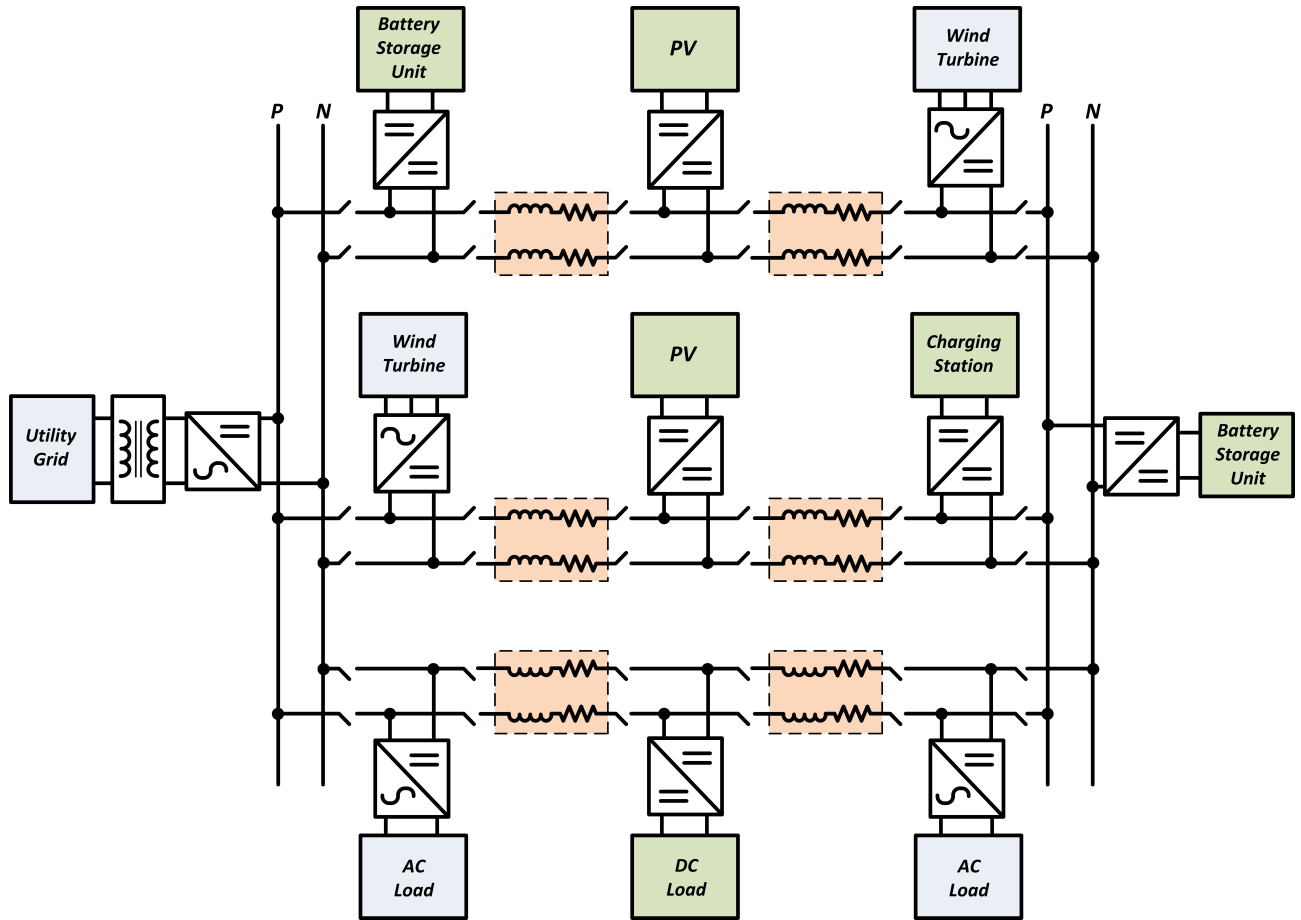 Battery
Storage
Unit
PV
Wind
Turbine
P
N
P
N
Wind
Turbine
PV
Charging
Station
Utility
Grid
Battery
Storage
Unit
AC
Load
DC
Load
AC
Load